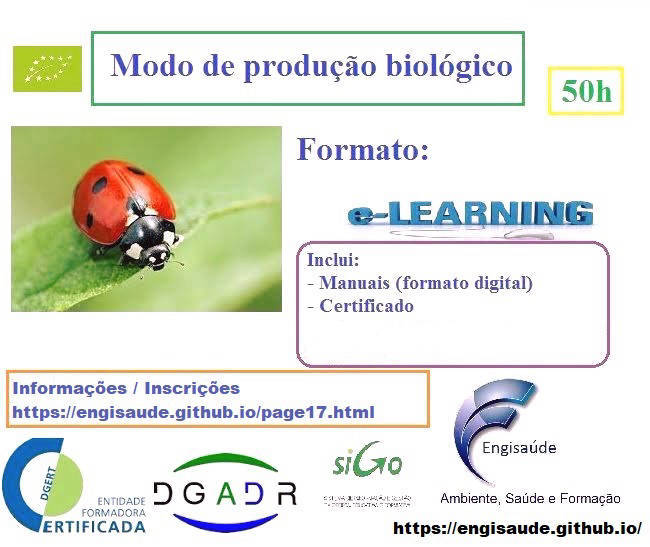 Modo de produção biológico
50h
Formato:
e-LEARNING
Inclui:
- Manuais (formato digital)
- Certificado
Informações / Inscrições
https://engisaude.github.io/page17.html
DGERT
ENTIDADE
FORMADORA
CERTIFICADA
DGADR
siGo
Engisaúde
Ambiente, Saúde e Formação
https://engisaude.github.io/